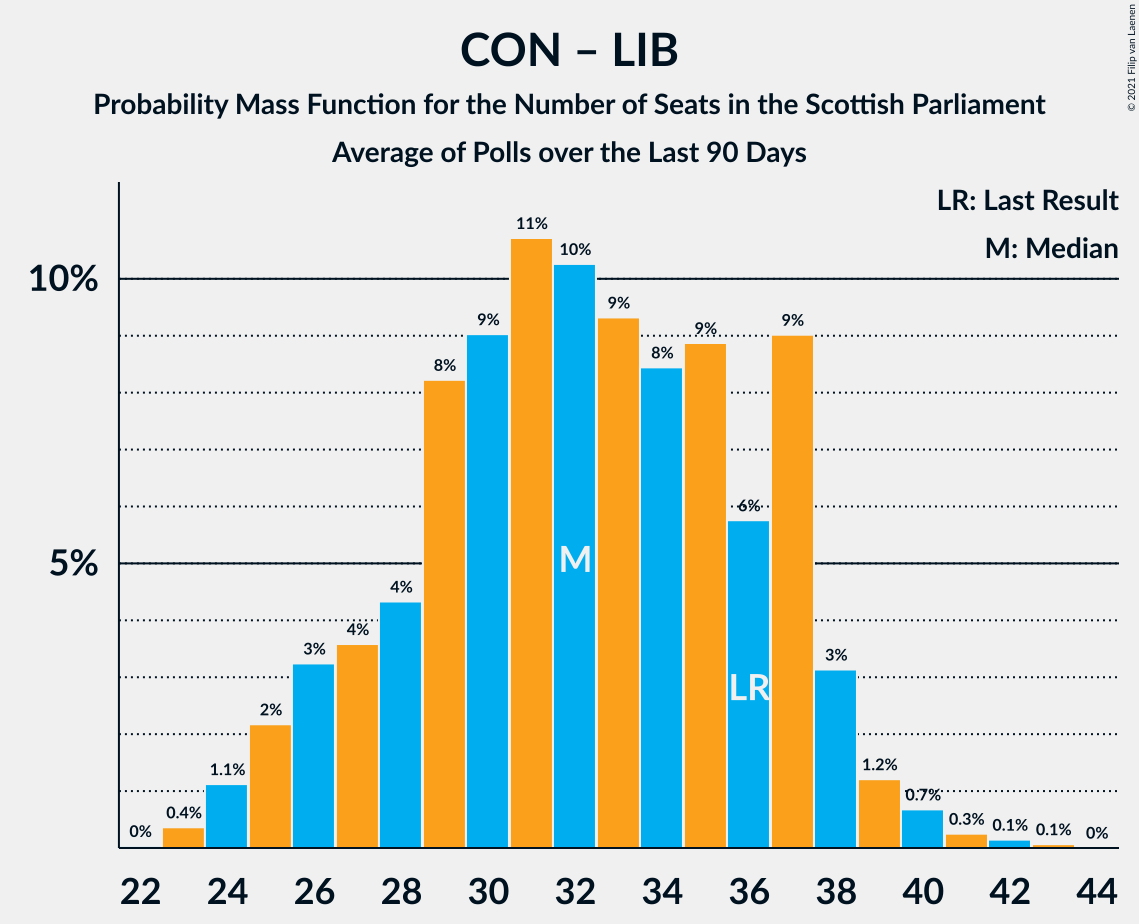 CON – LIB
Probability Mass Function for the Number of Seats in the Scottish Parliament
Average of Polls over the Last 90 Days
© 2021 Filip van Laenen
LR: Last Result
M: Median
10%
5%
0%
0.4%
1.1%
2%
3%
4%
4%
8%
9%
11%
10%
9%
8%
9%
6%
9%
3%
1.2%
0.7%
0.3%
0.1%
0.1%
0%
M
LR
22 24 26 28 30 32 34 36 38 40 42 44